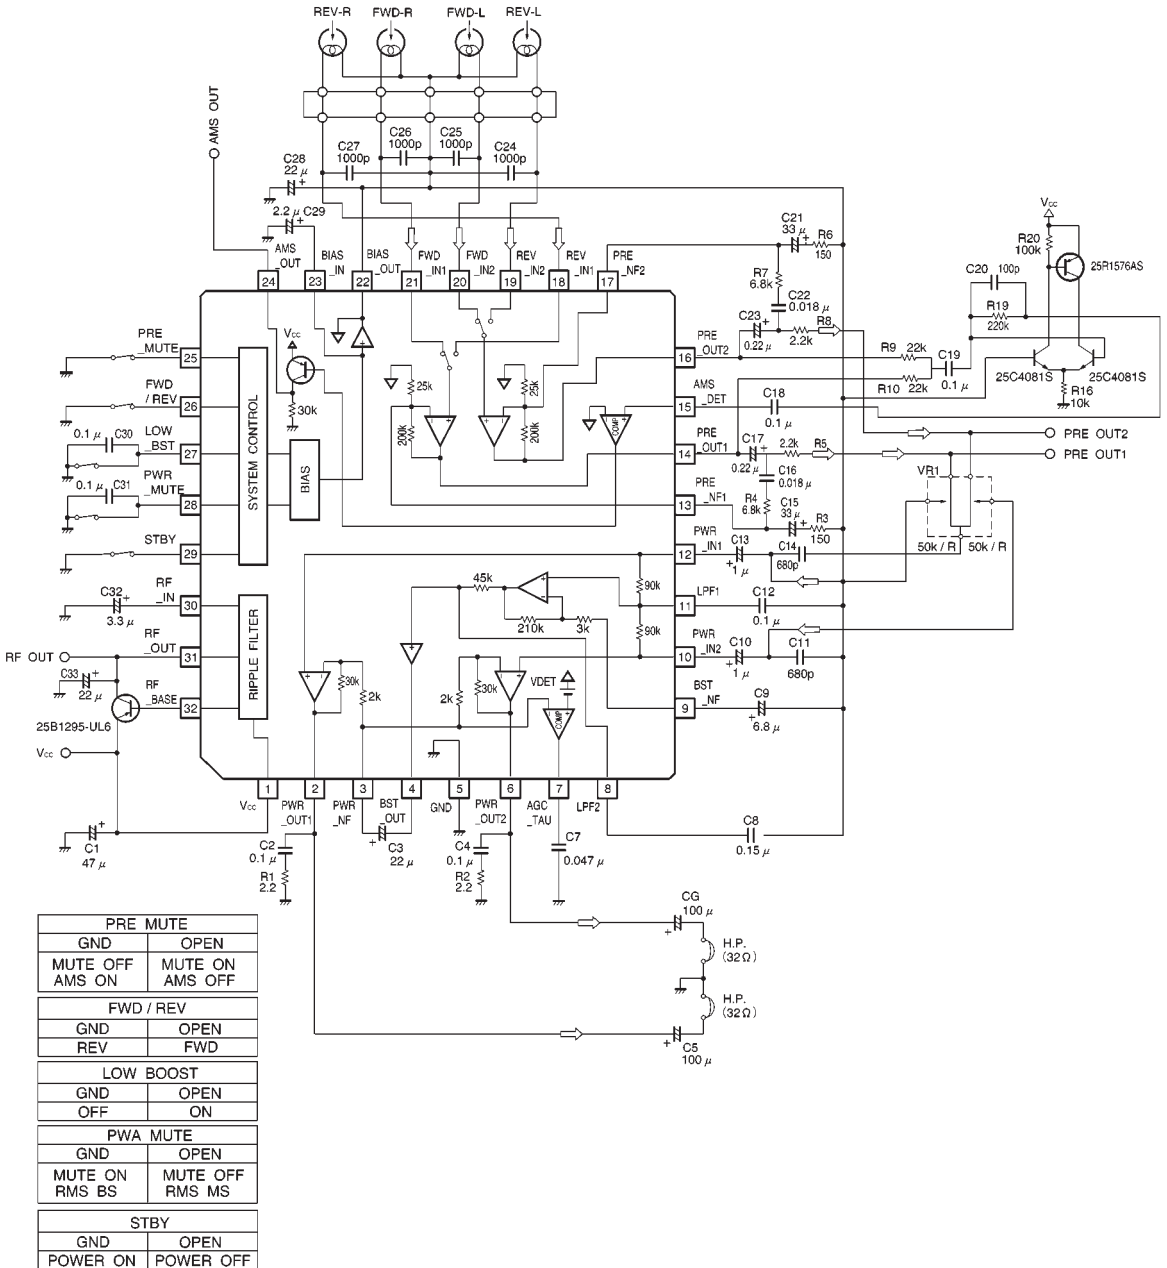 REV-R FWD-R FWD-L REV-L
AMS OUT
C26
1000p
C25
1000p
C27
1000p
C24
1000p
C28
22 μ
+
2.2 μ C29
+
AMS
_OUT
BIAS
_IN
BIAS
_OUT
FWD
_IN1
FWD
_IN2
REV
_IN2
REV
_IN1
PRE
_NF2
24 23 22 21 20 19 18 17
C21
33 μ
+
R6
150
R7
6.8k
C22
0.018 μ
C23
+
0.22 μ
R8
2.2k
Vcc
R20
100k
25R1576AS
C20
100p
R19
220k
R9
22k
R10
22k
C19
0.1 μ
25C4081S
25C4081S
R16
10k
PRE
_MUTE
25
FWD
/ REV
26
0.1 μ C30
LOW
_BST
27
0.1 μ C31
PWR
_MUTE
28
STBY
29
C32
+
3.3 μ
RF
_IN
30
RF OUT
RF
_OUT
31
C33
+
22 μ
RF
_BASE
32
25B1295-UL6
Vcc
C1
+
47 μ
SYSTEM CONTROL
BIAS
RIPPLE FILTER
Vcc
30k
25k
200k
25k
200k
COMP
45k
210k
3k
90k
90k
30k
2k
2k
30k
VDET
COMP
PRE
_OUT2
16
AMS
_DET
15
C18
0.1 μ
PRE
_OUT1
14
C17
+
0.22 μ
2.2k
R5
C16
0.018 μ
PRE
_NF1
13
R4
6.8k
C15
33 μ
+
R3
150
PWR
_IN1
12
C13
+
1 μ
C14
680p
LPF1
11
C12
0.1 μ
PWR
_IN2
10
C10
+
1 μ
C11
680p
BST
_NF
9
C9
+
6.8 μ
PRE OUT2
PRE OUT1
VR1
50k / R 50k / R
1 2 3 4 5 6 7 8
Vcc
PWR
_OUT1
PWR
_NF
BST
_OUT
GND
PWR
_OUT2
AGC
_TAU
LPF2
C2
0.1 μ
R1
2.2
+
C3
22 μ
C4
0.1 μ
R2
2.2
C7
0.047 μ
C8
0.15 μ
CG
100 μ
+
H.P.
(32Ω)
H.P.
(32Ω)
+
C5
100 μ
PRE MUTE
GND OPEN
MUTE OFF MUTE ON
AMS ON AMS OFF
FWD / REV
GND OPEN
REV FWD
LOW BOOST
GND OPEN
OFF ON
PWA MUTE
GND OPEN
MUTE ON MUTE OFF
RMS BS RMS MS
STBY
GND OPEN
POWER ON POWER OFF